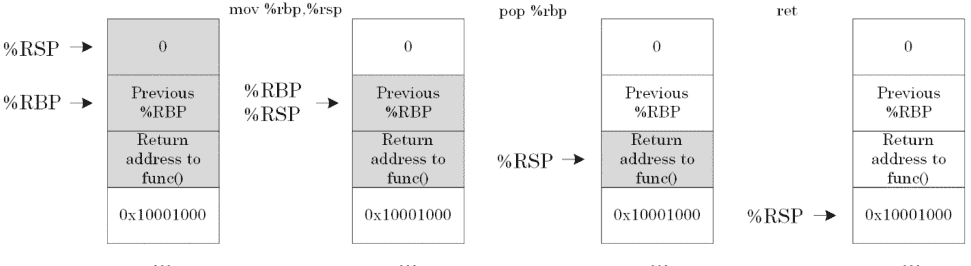 mov %rbp,%rsp
pop %rbp
ret
%RSP
0
%RBP
Previous
%RBP
Return
address to
func()
0x10001000
0
%RBP
%RSP
Previous
%RBP
Return
address to
func()
0x10001000
0
Previous
%RBP
%RSP
Return
address to
func()
0x10001000
0
Previous
%RBP
Return
address to
func()
%RSP
0x10001000